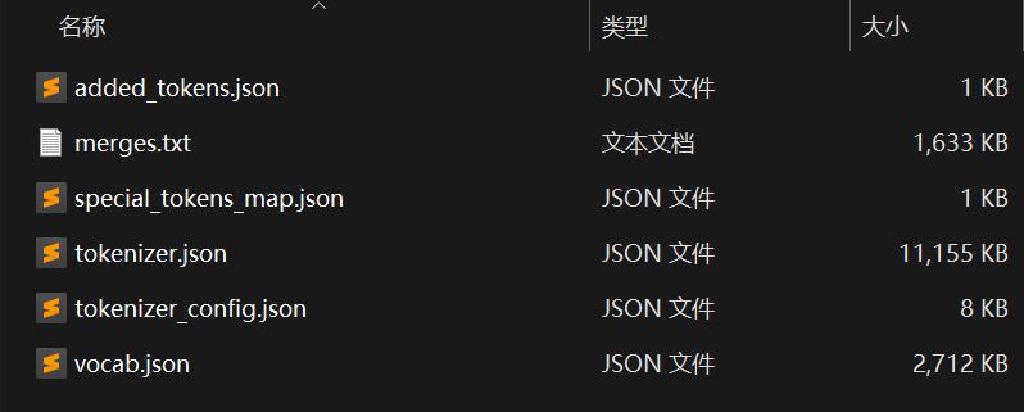 名称 类型 大小
added_tokens.json JSON 文件 1 KB
merges.txt 文本文档 1,633 KB
special_tokens_map.json JSON 文件 1 KB
tokenizer.json JSON 文件 11,155 KB
tokenizer_config.json JSON 文件 8 KB
vocab.json JSON 文件 2,712 KB